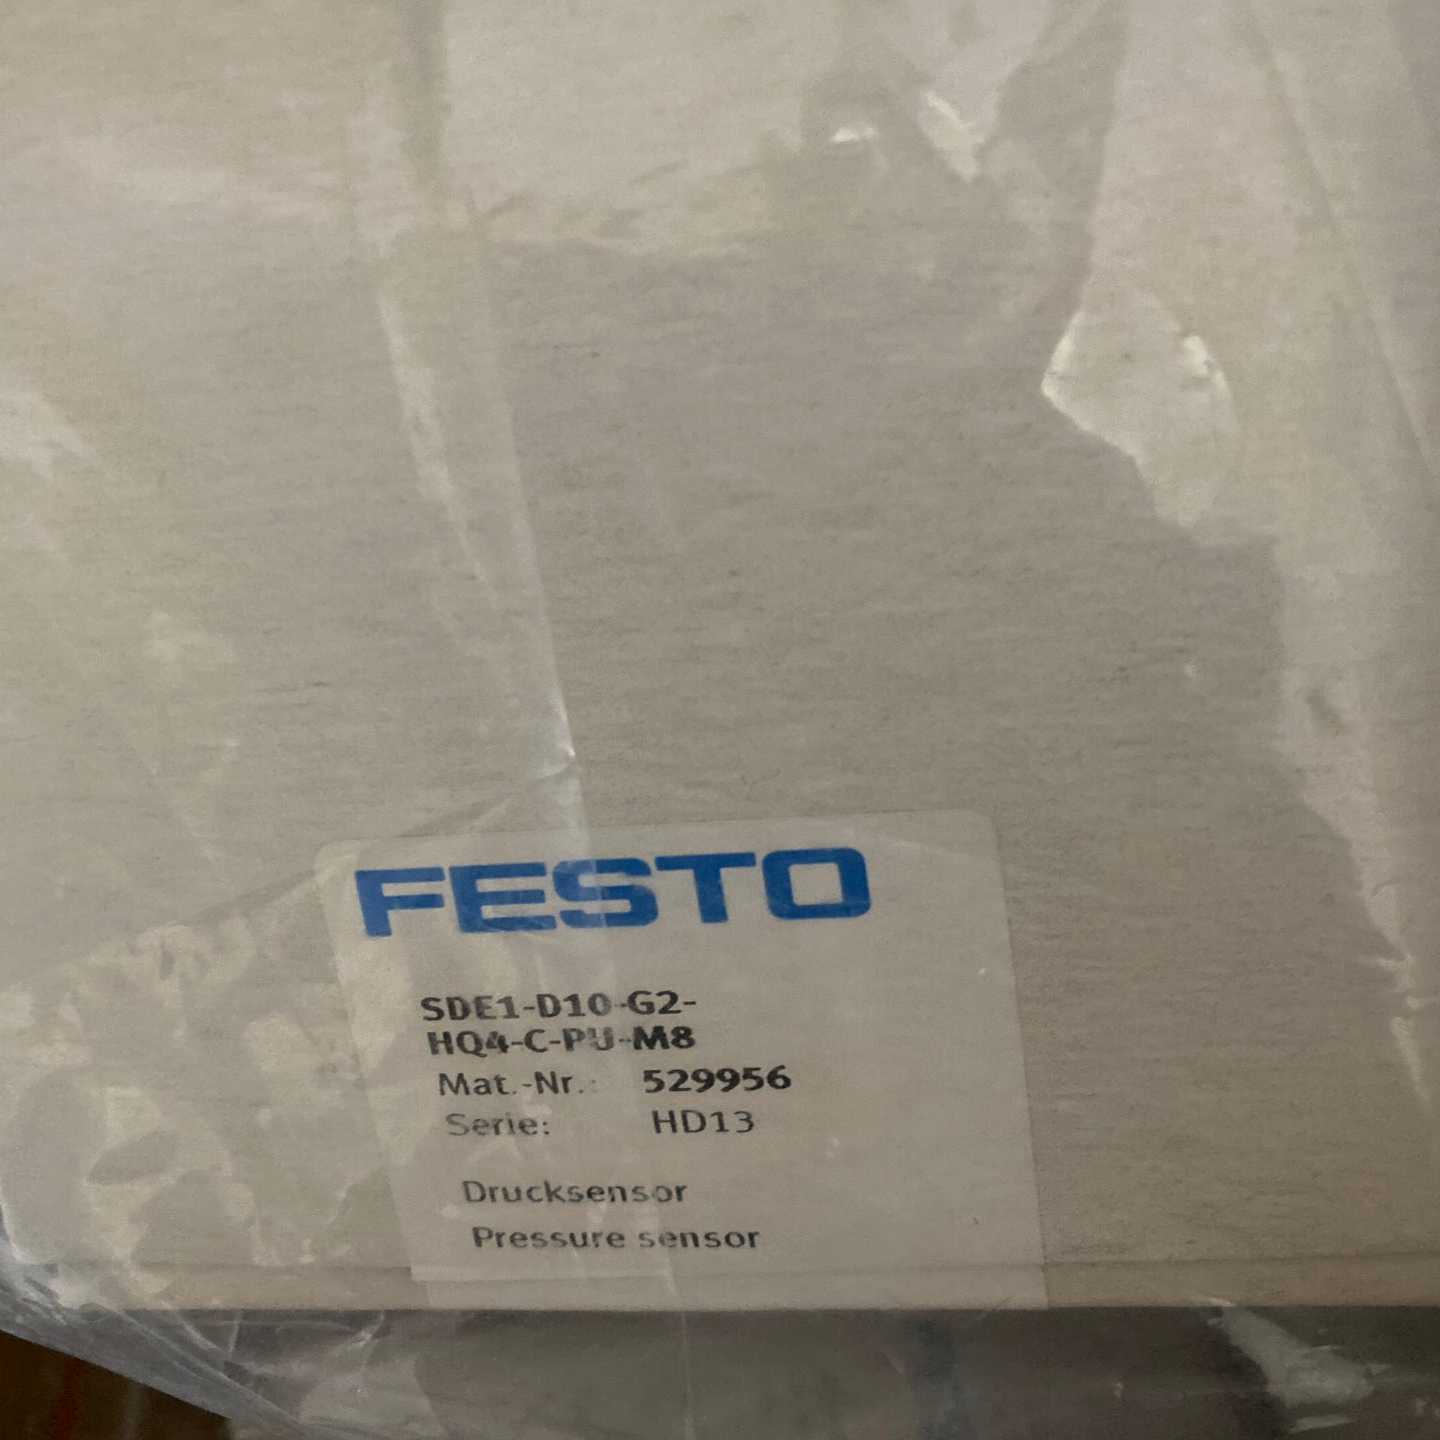 FESTO
SDE1-D10-G2-
HQ4-C-PU-M8
Mat.-Nr.: 529956
Serie: HD13
Drucksensor
Pressure sensor